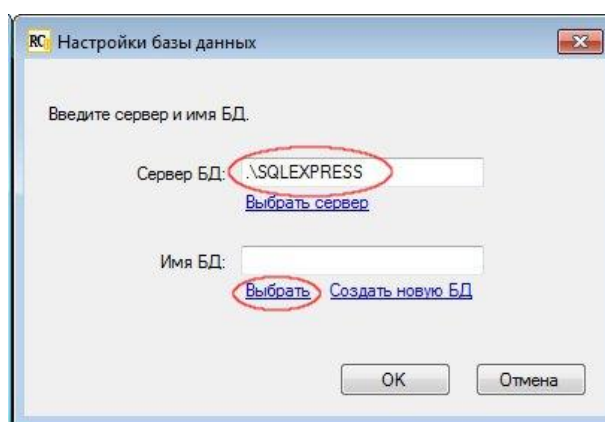 RC Настройки базы данных
Введите сервер и имя БД.
Сервер БД: .\SQLEXPRESS
Выбрать сервер
Имя БД:
Выбрать Создать новую БД
OK Отмена